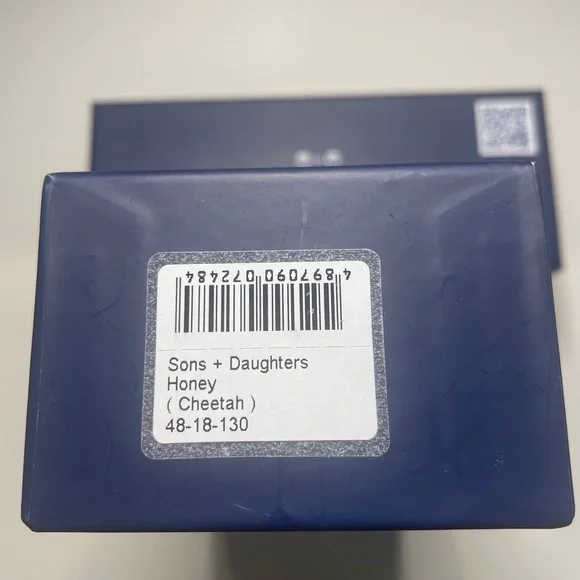 4 897090 072484
Sons + Daughters
Honey
( Cheetah )
48-18-130